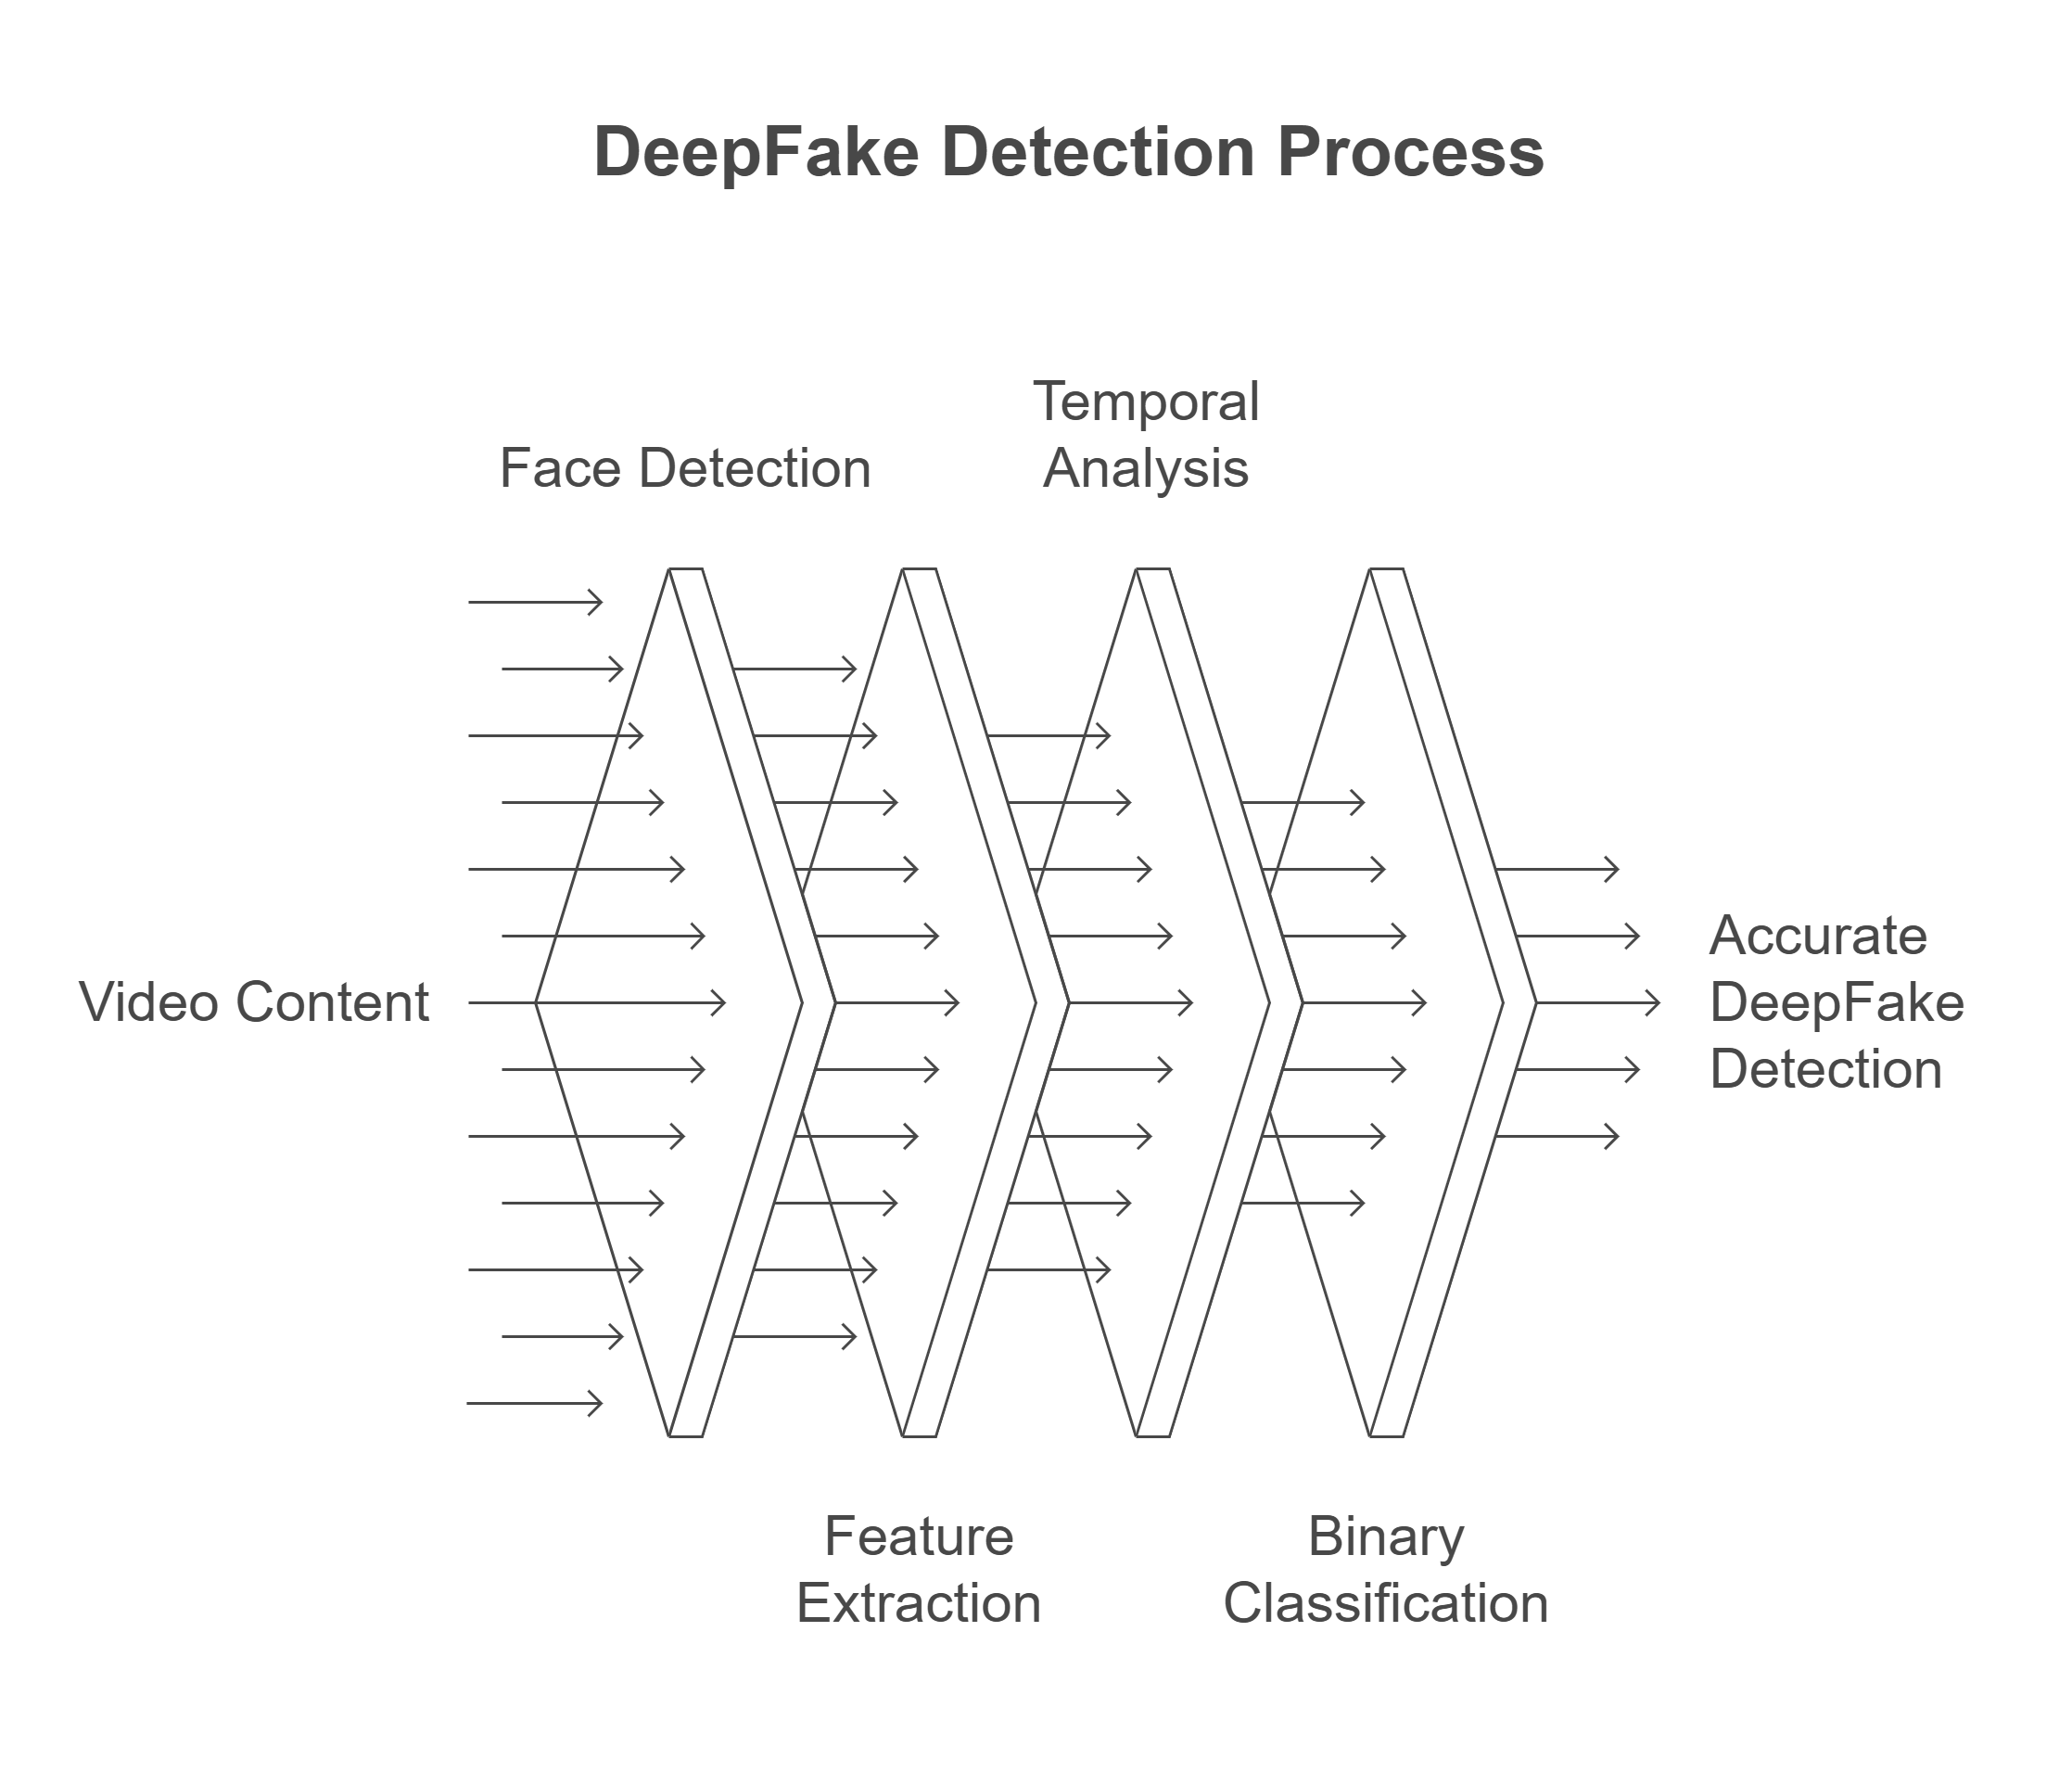 DeepFake Detection Process
Temporal
Analysis
Face Detection
Video Content
Accurate
DeepFake
Detection
Feature
Extraction
Binary
Classification